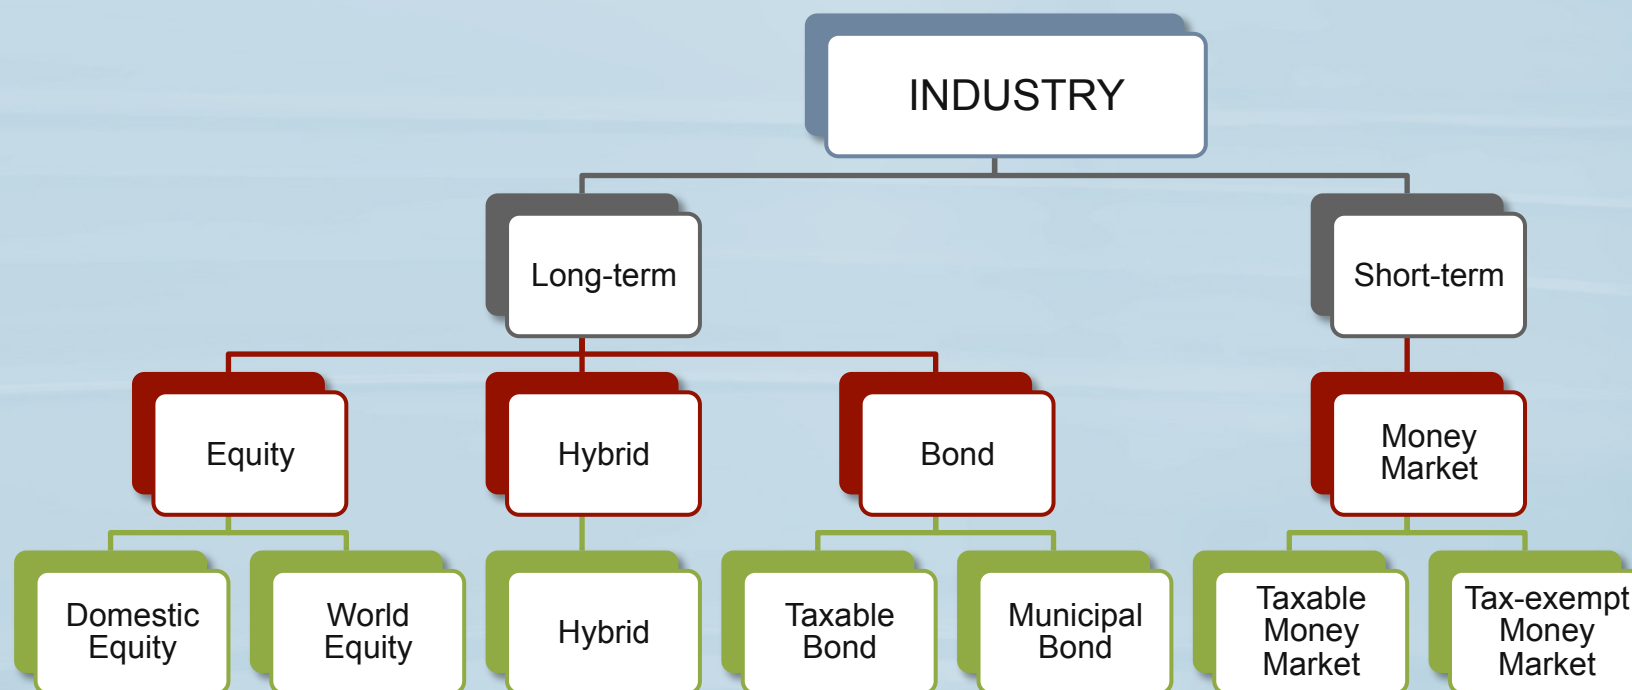 INDUSTRY
Long-term
Short-term
Equity
Hybrid
Bond
Money
Market
Domestic
Equity
World
Equity
Hybrid
Taxable
Bond
Municipal
Bond
Taxable
Money
Market
Tax-exempt
Money
Market